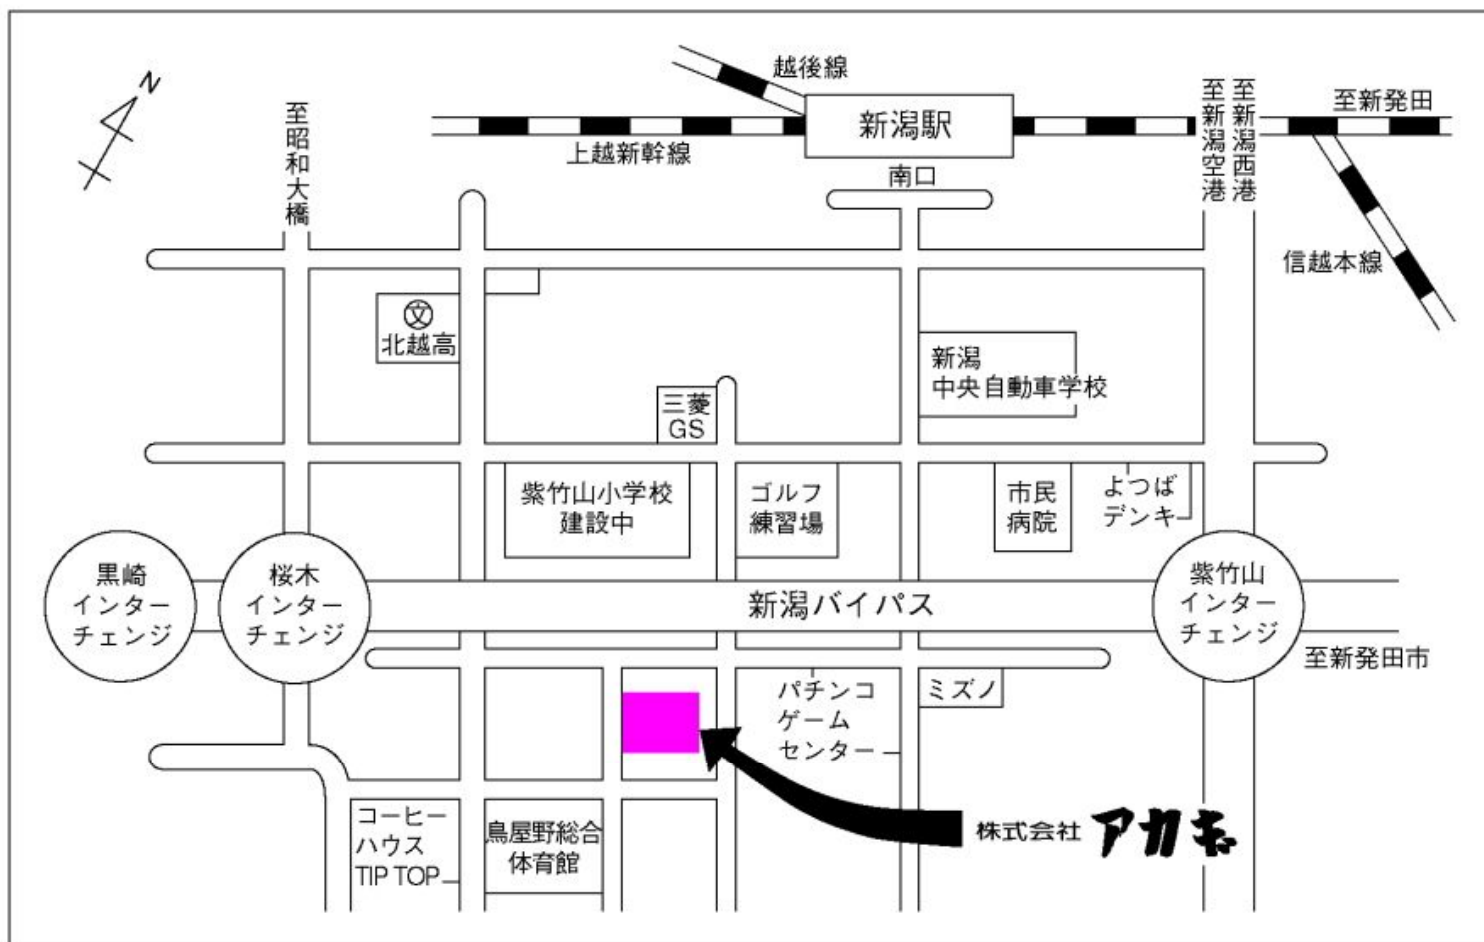 N
越後線
新潟駅
上越新幹線
南口
至昭和大橋
至新潟空港
至新潟西港
至新発田
信越本線
文
北越高
新潟
中央自動車学校
三菱
GS
紫竹山小学校
建設中
ゴルフ
練習場
市民
病院
よつば
デンキ
黒崎
インター
チェンジ
桜木
インター
チェンジ
新潟バイパス
紫竹山
インター
チェンジ
至新発田市
パチンコ
ゲーム
センター
ミズノ
コーヒー
ハウス
TIP TOP
鳥屋野総合
体育館
株式会社 アカギ